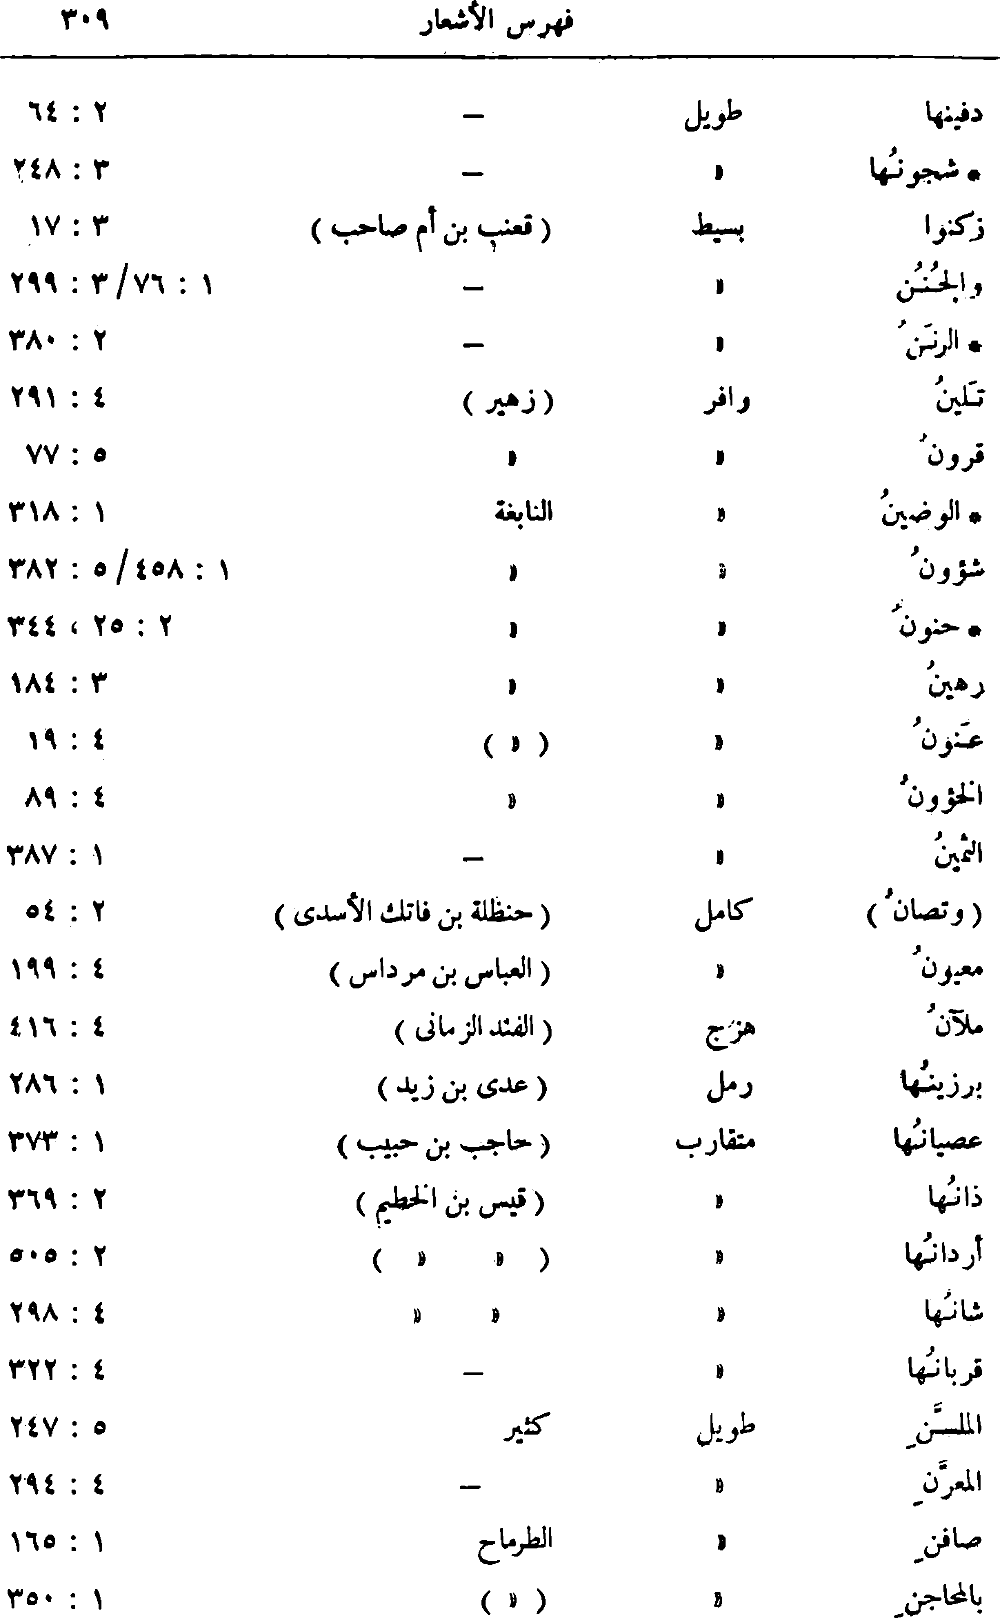 فهرس الأشعار ٣٠٩
دفينها طويل — ٢ : ٦٤
* شجونُها » — ٣ : ٢٤٨
زكنوا بسيط ( قعنب بن أم صاحب ) ٣ : ١٧
والجُنُنُ » — ١ : ٧٦/ ٣ : ٢٩٩
* الرنَنُ » — ٢ : ٣٨٠
تَلينُ وافر ( زهير ) ٤ : ٢٩١
قرونُ » » ٥ : ٧٧
* الوضينُ » النابغة ١ : ٣١٨
شؤونُ » » ١ : ٤٥٨/ ٥ : ٣٨٢
* حنونُ » » ٢ : ٢٥ ، ٣٤٤
رهينُ » » ٣ : ١٨٤
عَنونُ » ( » ) ٤ : ١٩
الخؤونُ » » ٤ : ٨٩
الثمينُ » — ١ : ٣٨٧
( وتصانُ ) كامل ( حنظلة بن فاتك الأسدى ) ٢ : ٥٤
معيونُ » ( العباس بن مرداس ) ٤ : ١٩٩
ملآنُ هزَج ( الفند الزمانى ) ٤ : ٤١٦
برزينُها رمل ( عدى بن زيد ) ١ : ٢٨٦
عصيانُها متقارب ( حاجب بن حبيب ) ١ : ٣٧٣
ذانُها » ( قيس بن الخطيم ) ٢ : ٣٦٩
أردانُها » ( » » ) ٢ : ٥٠٥
شانُها » » » ٤ : ٢٩٨
قربانُها » — ٤ : ٣٢٢
الملسَّنِ طويل كثير ٥ : ٢٤٧
المعرَّنِ » — ٤ : ٢٩٤
صافنِ » الطرماح ١ : ١٦٥
بالمحاجنِ » ( » ) ١ : ٣٥٠